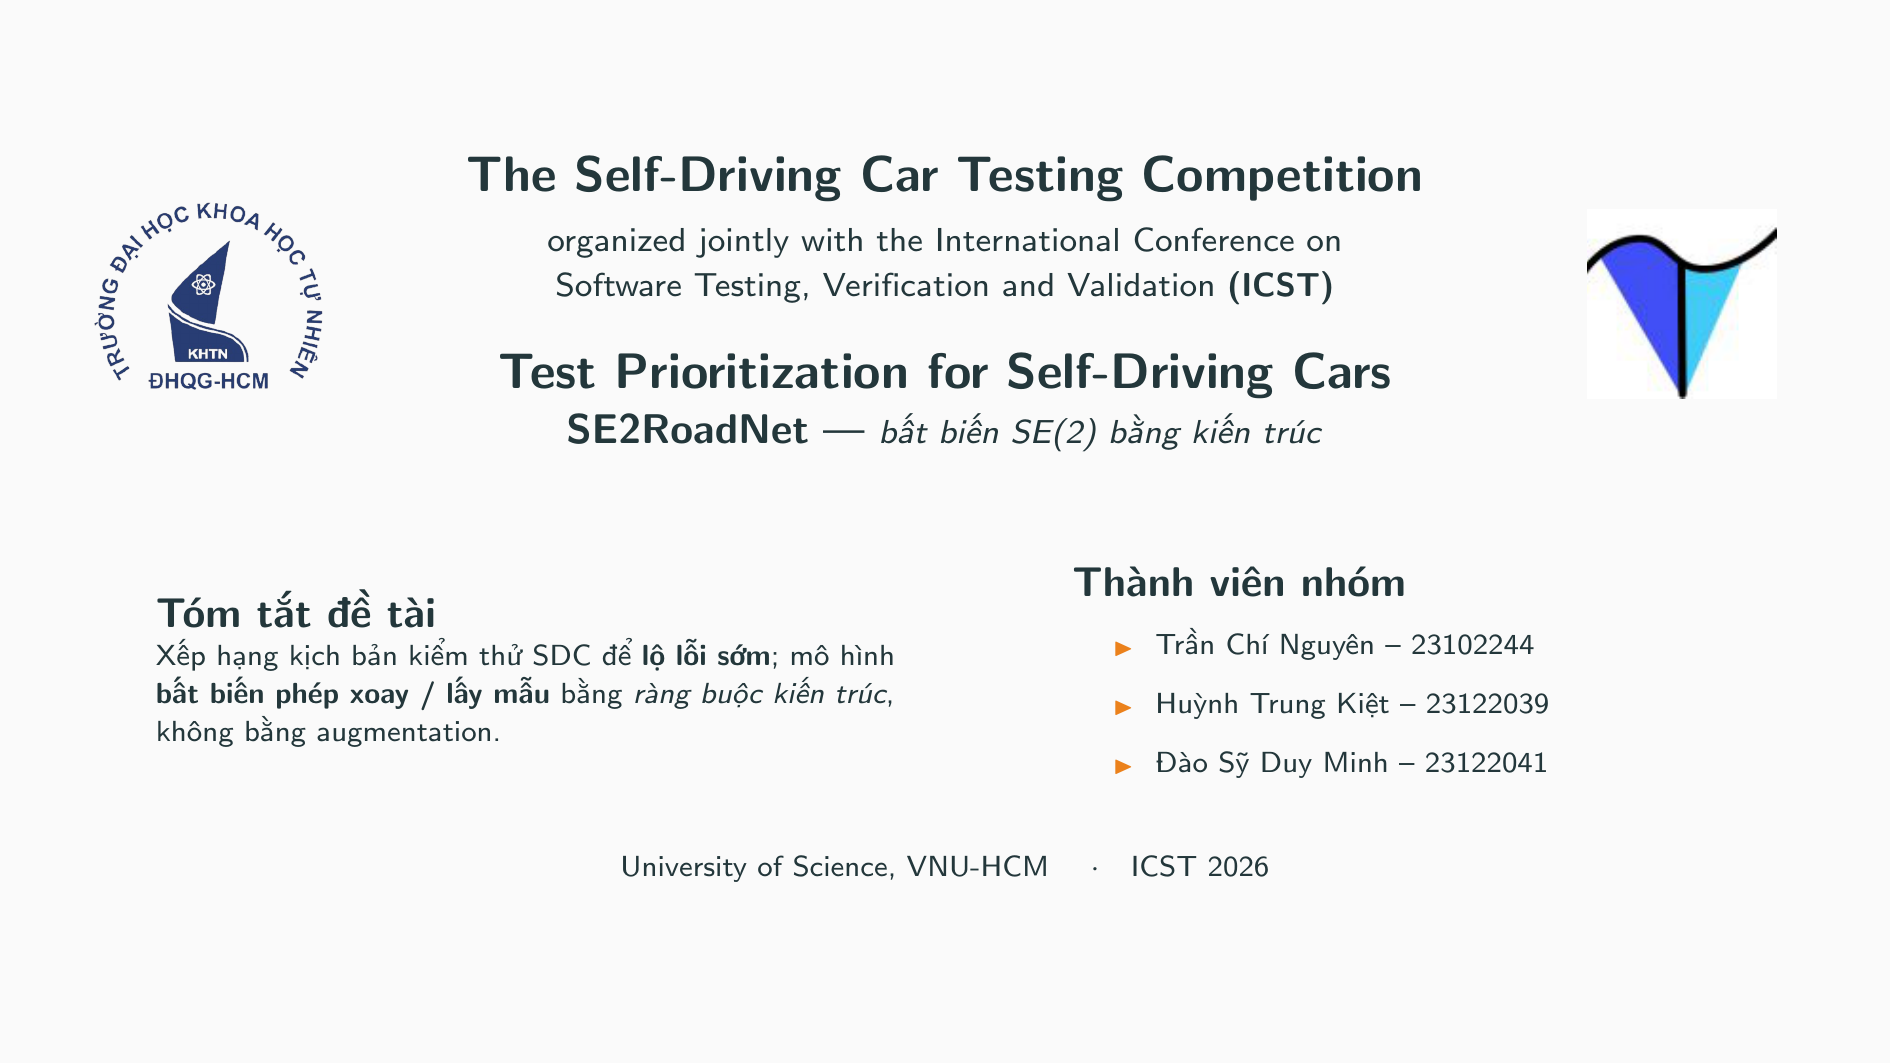 The Self-Driving Car Testing Competition
organized jointly with the International Conference on
Software Testing, Verification and Validation (ICST)
TRƯỜNG ĐẠI HỌC KHOA HỌC TỰ NHIÊN
KHTN
ĐHQG-HCM
Test Prioritization for Self-Driving Cars
SE2RoadNet — bất biến SE(2) bằng kiến trúc
Tóm tắt đề tài
Xếp hạng kịch bản kiểm thử SDC để lộ lỗi sớm; mô hình
bất biến phép xoay / lấy mẫu bằng ràng buộc kiến trúc,
không bằng augmentation.
Thành viên nhóm
Trần Chí Nguyên – 23102244
Huỳnh Trung Kiệt – 23122039
Đào Sỹ Duy Minh – 23122041
University of Science, VNU-HCM · ICST 2026